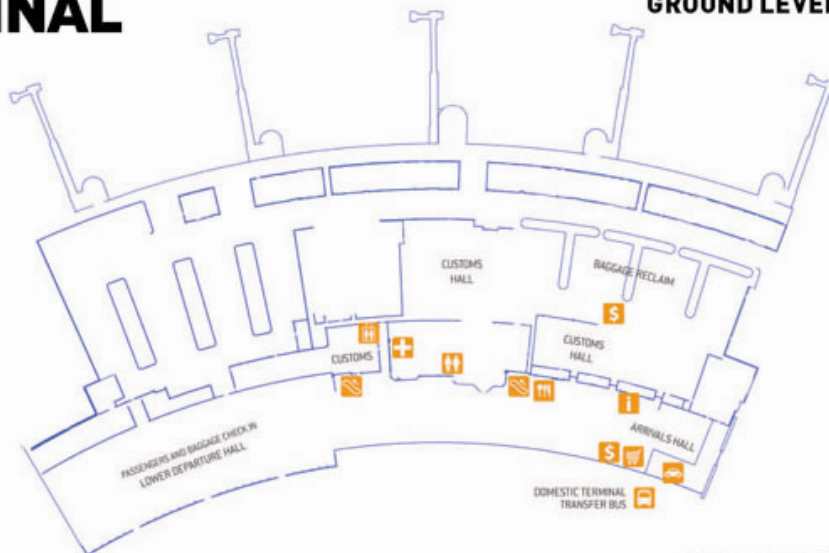 INAL
GROUND LEVEL
CUSTOMS
HALL
BAGGAGE RECLAIM
$
CUSTOMS
HALL
CUSTOMS
i
PASSENGERS AND BAGGAGE CHECK IN
LOWER DEPARTURE HALL
ARRIVALS HALL
$
DOMESTIC TERMINAL
TRANSFER BUS